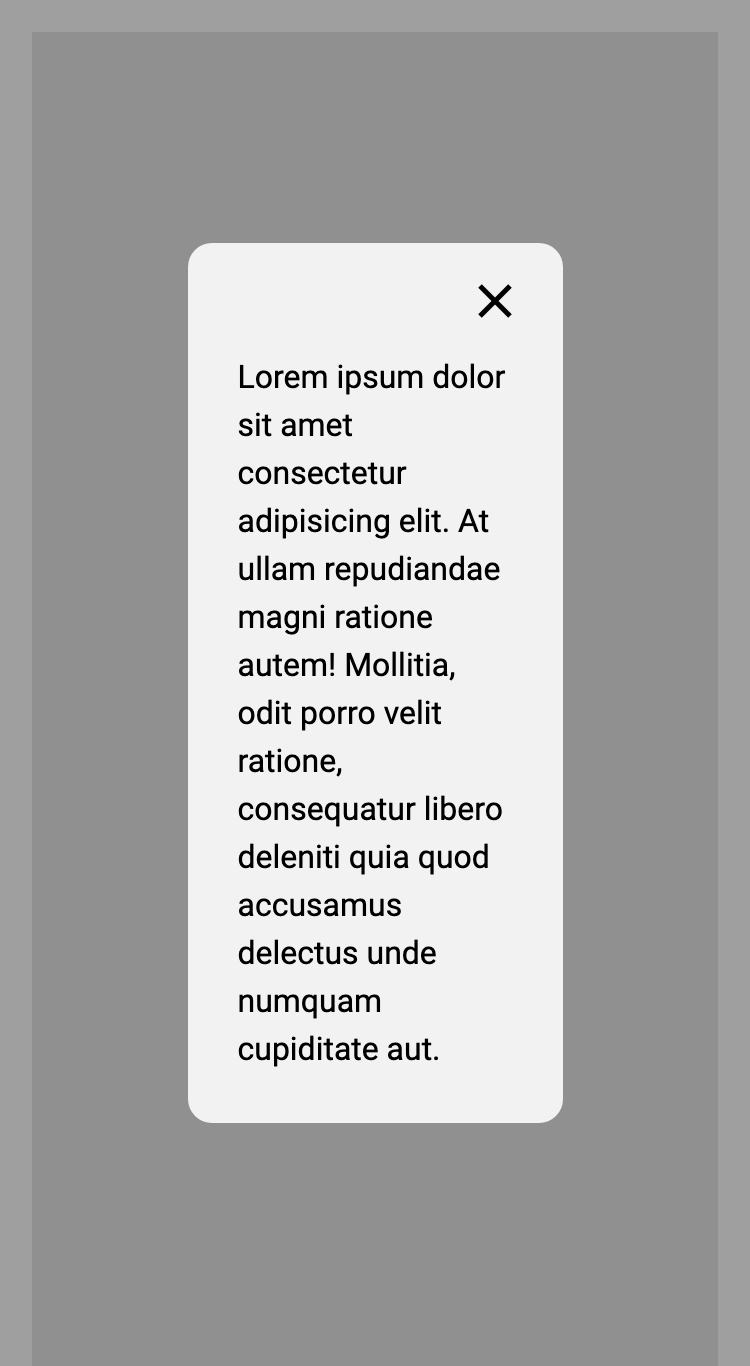 Lorem ipsum dolor
sit amet
consectetur
adipisicing elit. At
ullam repudiandae
magni ratione
autem! Mollitia,
odit porro velit
ratione,
consequatur libero
deleniti quia quod
accusamus
delectus unde
numquam
cupiditate aut.